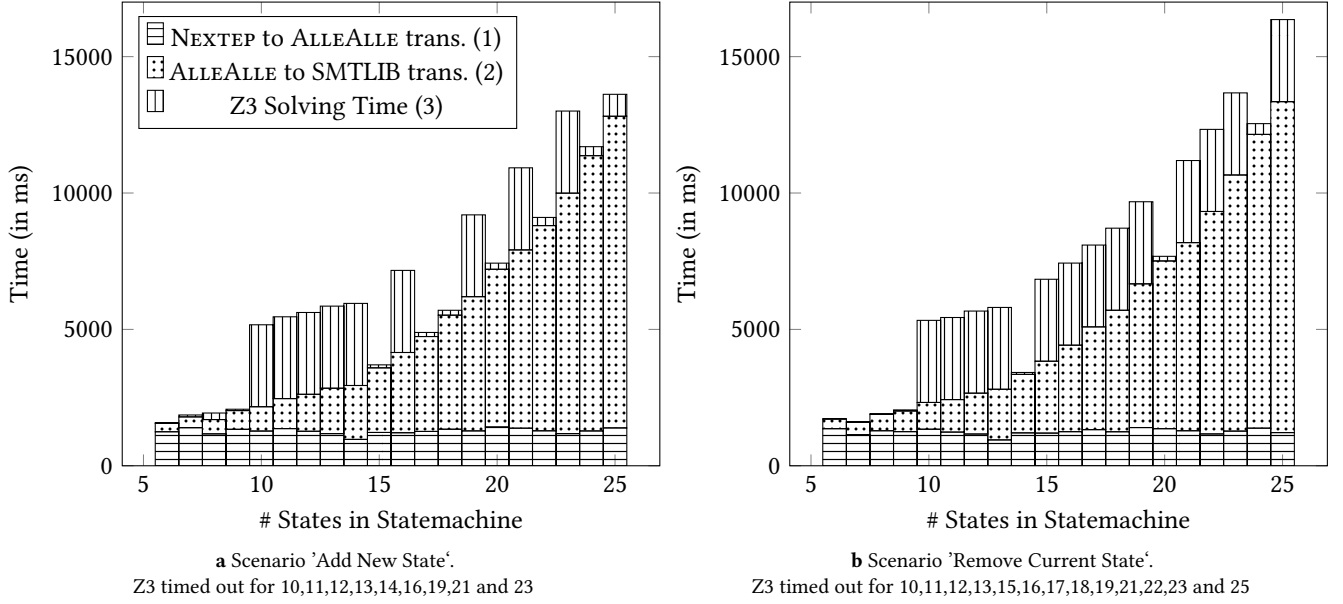 15000
10000
5000
0
Time (in ms)
NEXTEP to ALLEALLE trans. (1)
ALLEALLE to SMTLIB trans. (2)
Z3 Solving Time (3)
5 10 15 20 25
# States in Statemachine
a Scenario ’Add New State‘.
Z3 timed out for 10,11,12,13,14,16,19,21 and 23
15000
10000
5000
0
Time (in ms)
5 10 15 20 25
# States in Statemachine
b Scenario ’Remove Current State‘.
Z3 timed out for 10,11,12,13,15,16,17,18,19,21,22,23 and 25